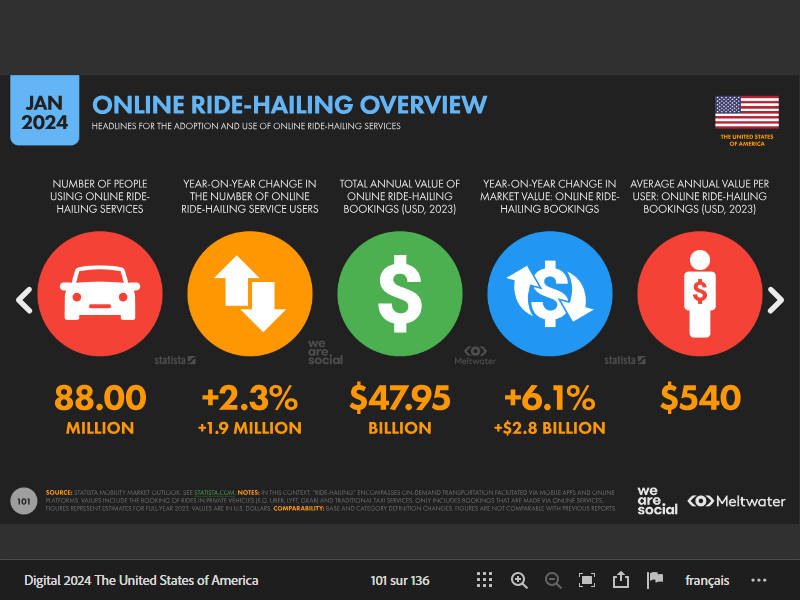 JAN
2024
ONLINE RIDE-HAILING OVERVIEW
HEADLINES FOR THE ADOPTION AND USE OF ONLINE RIDE-HAILING SERVICES
THE UNITED STATES
OF AMERICA
NUMBER OF PEOPLE
USING ONLINE RIDE-
HAILING SERVICES
YEAR-ON-YEAR CHANGE IN
THE NUMBER OF ONLINE
RIDE-HAILING SERVICE USERS
TOTAL ANNUAL VALUE OF
ONLINE RIDE-HAILING
BOOKINGS (USD, 2023)
YEAR-ON-YEAR CHANGE IN
MARKET VALUE: ONLINE RIDE-
HAILING BOOKINGS
AVERAGE ANNUAL VALUE PER
USER: ONLINE RIDE-HAILING
BOOKINGS (USD, 2023)
$
$
$
statista
we
are.
social
Meltwater
statista
88.00
MILLION
+2.3%
+1.9 MILLION
$47.95
BILLION
+6.1%
+$2.8 BILLION
$540
101
SOURCE: STATISTA MOBILITY MARKET OUTLOOK. SEE STATISTA.COM. NOTES: IN THIS CONTEXT, "RIDE-HAILING" ENCOMPASSES ON-DEMAND TRANSPORTATION FACILITATED VIA MOBILE APPS AND ONLINE
PLATFORMS. VALUES INCLUDE THE BOOKING OF RIDES IN PRIVATE VEHICLES (E.G. UBER, LYFT, GRAB) AND TRADITIONAL TAXI SERVICES. ONLY INCLUDES BOOKINGS THAT ARE MADE VIA ONLINE SERVICES.
FIGURES REPRESENT ESTIMATES FOR FULL-YEAR 2023. VALUES ARE IN U.S. DOLLARS. COMPARABILITY: BASE AND CATEGORY DEFINITION CHANGES. FIGURES ARE NOT COMPARABLE WITH PREVIOUS REPORTS.
we
are.
social
Meltwater
Digital 2024 The United States of America
101 sur 136
français